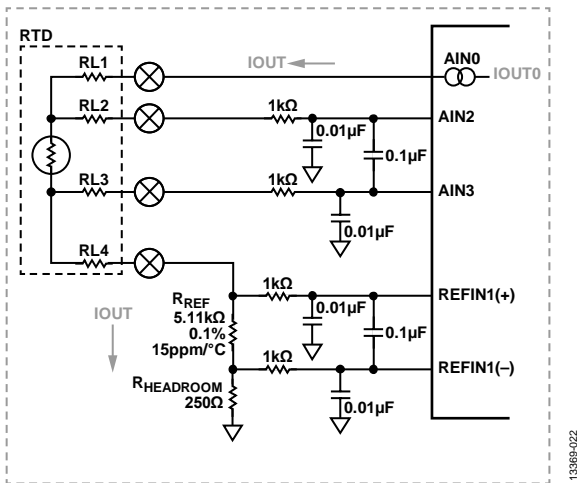 RTD
RL1
IOUT
AIN0
IOUT0
RL2
1kΩ
0.01µF
AIN2
0.1µF
RL3
1kΩ
AIN3
0.01µF
RL4
IOUT
RREF
5.11kΩ
0.1%
15ppm/°C
1kΩ
0.01µF
REFIN1(+)
0.1µF
1kΩ
REFIN1(–)
RHEADROOM
250Ω
0.01µF
13369-022